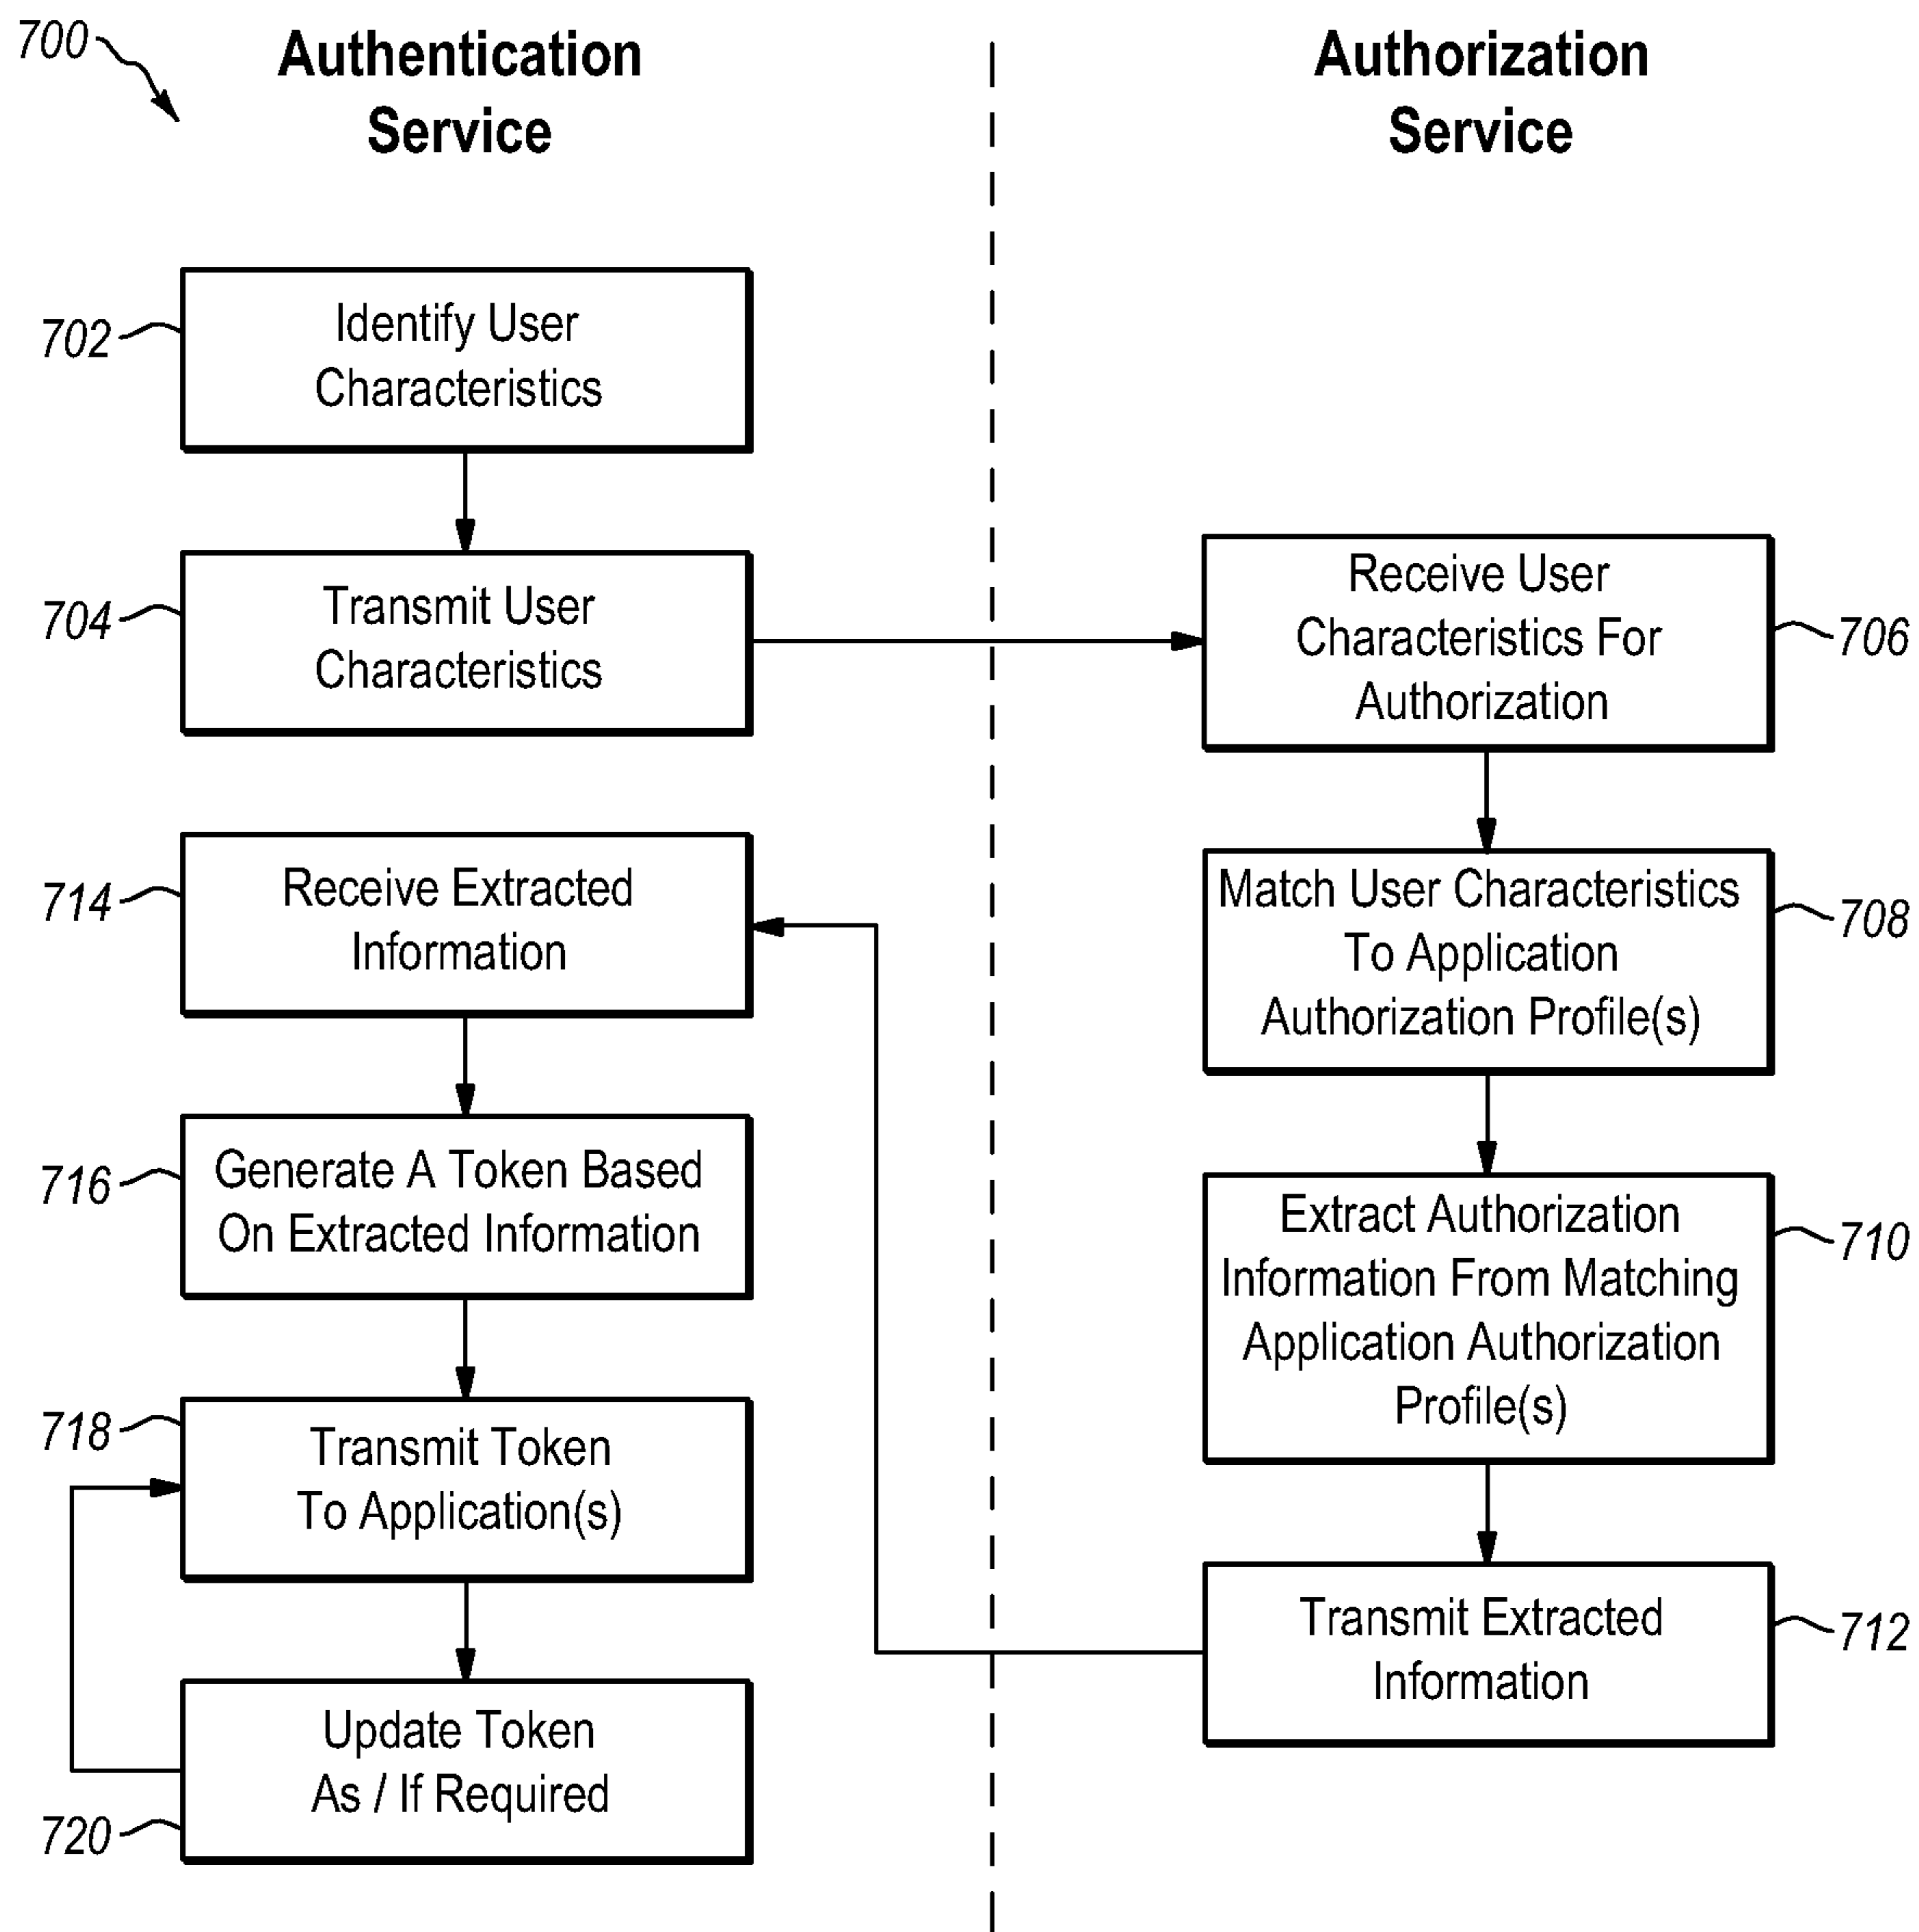 700
Authentication
Service
Authorization
Service
702
Identify User
Characteristics
704
Transmit User
Characteristics
Receive User
Characteristics For
Authorization
706
Match User Characteristics
To Application
Authorization Profile(s)
708
Extract Authorization
Information From Matching
Application Authorization
Profile(s)
710
Transmit Extracted
Information
712
714
Receive Extracted
Information
716
Generate A Token Based
On Extracted Information
718
Transmit Token
To Application(s)
Update Token
As / If Required
720